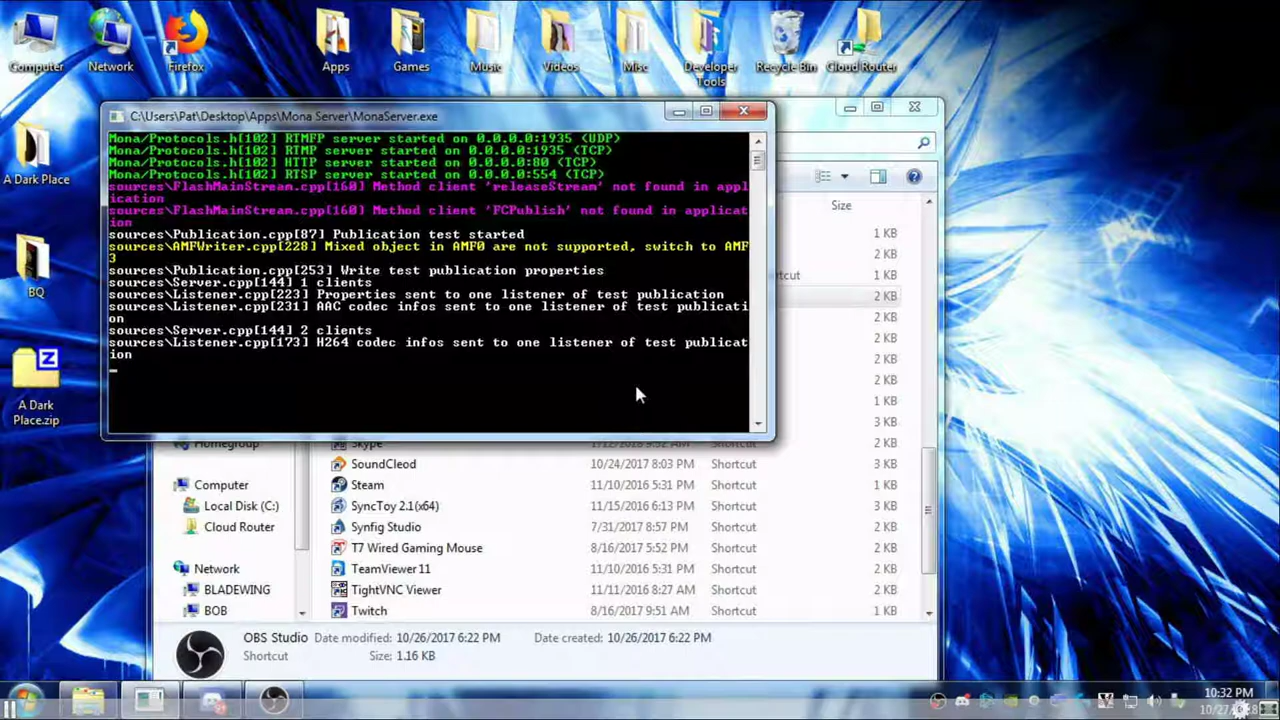 Computer
Network
Firefox
Apps
Games
Music
Videos
Misc
Developer
Tools
Recycle Bin
Cloud Router
A Dark Place
BQ
A Dark
Place.zip
C:\Users\Pat\Desktop\Apps\Mona Server\MonaServer.exe
Mona/Protocols.h[102] RTMFP server started on 0.0.0.0:1935 (UDP)
Mona/Protocols.h[102] RTMP server started on 0.0.0.0:1935 (TCP)
Mona/Protocols.h[102] HTTP server started on 0.0.0.0:80 (TCP)
Mona/Protocols.h[102] RTSP server started on 0.0.0.0:554 (TCP)
sources\FlashMainStream.cpp[160] Method client 'releaseStream' not found in appl
ication
sources\FlashMainStream.cpp[160] Method client 'FCPublish' not found in applicat
ion
sources\Publication.cpp[87] Publication test started
sources\AMFWriter.cpp[228] Mixed object in AMF0 are not supported, switch to AMF
3
sources\Publication.cpp[253] Write test publication properties
sources\Server.cpp[144] 1 clients
sources\Listener.cpp[223] Properties sent to one listener of test publication
sources\Listener.cpp[231] AAC codec infos sent to one listener of test publicati
on
sources\Server.cpp[144] 2 clients
sources\Listener.cpp[173] H264 codec infos sent to one listener of test publicat
ion
Size
1 KB
2 KB
shortcut 1 KB
2 KB
2 KB
2 KB
2 KB
2 KB
1 KB
3 KB
Homegroup
Computer
Local Disk (C:)
Cloud Router
Network
BLADEWING
BOB
Skype 9:52 AM Shortcut 2 KB
SoundCleod 10/24/2017 8:03 PM Shortcut 3 KB
Steam 11/10/2016 5:31 PM Shortcut 1 KB
SyncToy 2.1(x64) 11/15/2016 6:13 PM Shortcut 3 KB
Synfig Studio 7/31/2017 8:57 PM Shortcut 2 KB
T7 Wired Gaming Mouse 8/16/2017 5:52 PM Shortcut 2 KB
TeamViewer 11 11/10/2016 5:31 PM Shortcut 2 KB
TightVNC Viewer 11/11/2016 8:27 AM Shortcut 2 KB
Twitch 8/16/2017 9:51 AM Shortcut 1 KB
OBS Studio Date modified: 10/26/2017 6:22 PM Date created: 10/26/2017 6:22 PM
Shortcut Size: 1.16 KB
10:32 PM